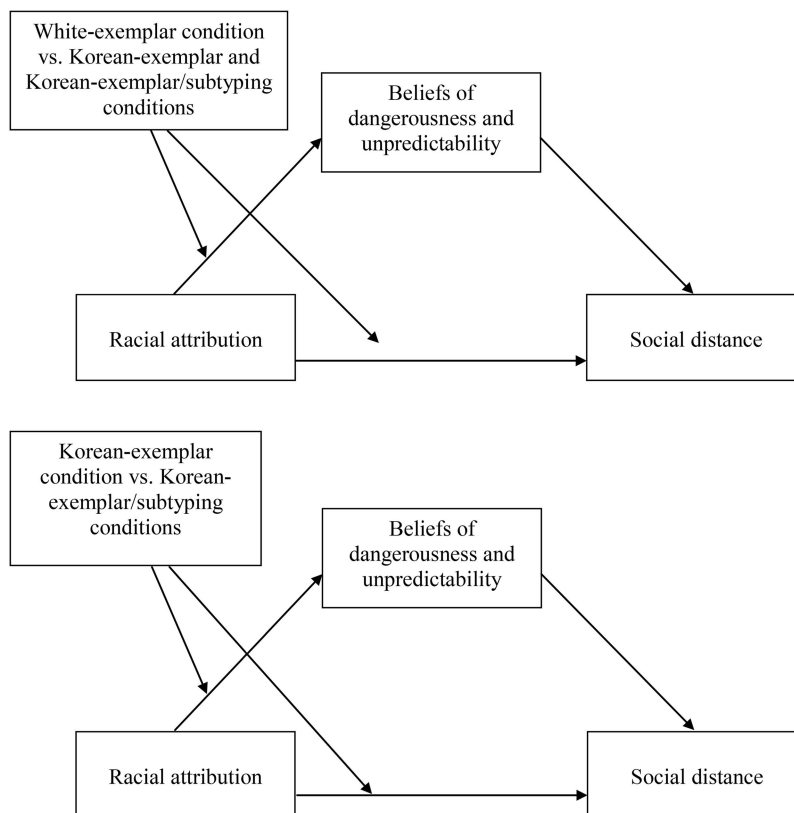 White-exemplar condition
vs. Korean-exemplar and
Korean-exemplar/subtyping
conditions
Beliefs of
dangerousness and
unpredictability
Racial attribution
Social distance
Korean-exemplar
condition vs. Korean-
exemplar/subtyping
conditions
Beliefs of
dangerousness and
unpredictability
Racial attribution
Social distance